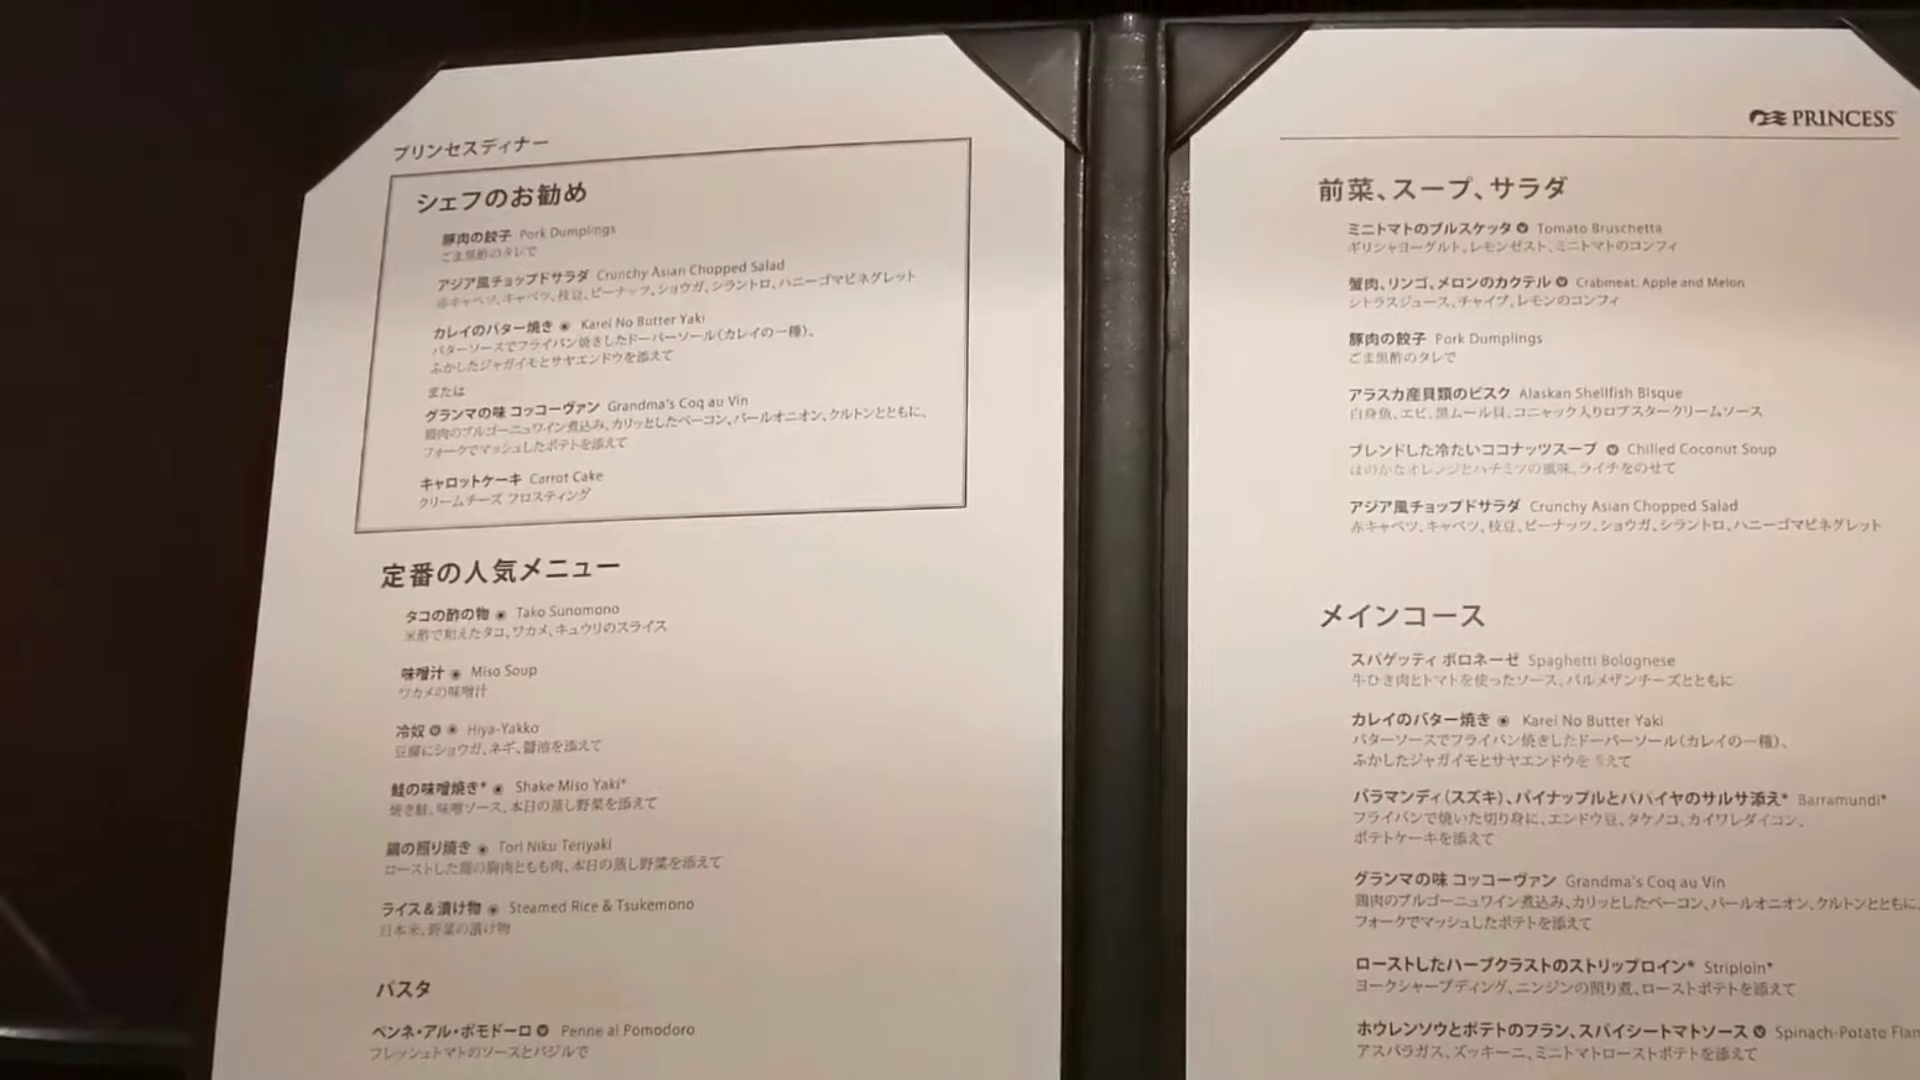 プリンセスディナー
シェフのお勧め
豚肉の餃子 Pork Dumplings
ごま黒酢のタレで
アジア風チョップドサラダ Crunchy Asian Chopped Salad
赤キャベツ、キャベツ、枝豆、ピーナッツ、ショウガ、シラントロ、ハニーゴマビネグレット
カレイのバター焼き Karei No Butter Yaki
バターソースでフライパン焼きしたドーバーソール(カレイの一種)、
ふかしたジャガイモとサヤエンドウを添えて
または
グランマの味 コッコーヴァン Grandma's Coq au Vin
鶏肉のブルゴーニュワイン煮込み、カリッとしたベーコン、パールオニオン、クルトンとともに、
フォークでマッシュしたポテトを添えて
キャロットケーキ Carrot Cake
クリームチーズ フロスティング
定番の人気メニュー
タコの酢の物 Tako Sunomono
米酢で和えたタコ、ワカメ、キュウリのスライス
味噌汁 Miso Soup
ワカメの味噌汁
冷奴 Ⓥ Hiya-Yakko
豆腐にショウガ、ネギ、醤油を添えて
鮭の味噌焼き* Shake Miso Yaki*
焼き鮭、味噌ソース、本日の蒸し野菜を添えて
鶏の照り焼き Tori Niku Teriyaki
ローストした鶏の胸肉ともも肉、本日の蒸し野菜を添えて
ライス＆漬け物 Steamed Rice & Tsukemono
日本米、野菜の漬け物
パスタ
ペンネ・アル・ポモドーロ Ⓥ Penne al Pomodoro
フレッシュトマトのソースとバジルで
PRINCESS
前菜、スープ、サラダ
ミニトマトのブルスケッタ Ⓥ Tomato Bruschetta
ギリシャヨーグルト、レモンゼスト、ミニトマトのコンフィ
蟹肉、リンゴ、メロンのカクテル Ⓥ Crabmeat, Apple and Melon
シトラスジュース、チャイブ、レモンのコンフィ
豚肉の餃子 Pork Dumplings
ごま黒酢のタレで
アラスカ産貝類のビスク Alaskan Shellfish Bisque
白身魚、エビ、黒ムール貝、コニャック入りロブスタークリームソース
ブレンドした冷たいココナッツスープ Ⓥ Chilled Coconut Soup
ほのかなオレンジとハチミツの風味、ライチをのせて
アジア風チョップドサラダ Crunchy Asian Chopped Salad
赤キャベツ、キャベツ、枝豆、ピーナッツ、ショウガ、シラントロ、ハニーゴマビネグレット
メインコース
スパゲッティ ボロネーゼ Spaghetti Bolognese
牛ひき肉とトマトを使ったソース、パルメザンチーズとともに
カレイのバター焼き Karei No Butter Yaki
バターソースでフライパン焼きしたドーバーソール(カレイの一種)、
ふかしたジャガイモとサヤエンドウを添えて
バラマンディ(スズキ)、パイナップルとパパイヤのサルサ添え* Barramundi*
フライパンで焼いた切り身に、エンドウ豆、タケノコ、カイワレダイコン、
ポテトケーキを添えて
グランマの味 コッコーヴァン Grandma's Coq au Vin
鶏肉のブルゴーニュワイン煮込み、カリッとしたベーコン、パールオニオン、クルトンとともに、
フォークでマッシュしたポテトを添えて
ローストしたハーブクラストのストリップロイン* Striploin*
ヨークシャープディング、ニンジンの照り煮、ローストポテトを添えて
ホウレンソウとポテトのフラン、スパイシートマトソース Ⓥ Spinach-Potato Flan
アスパラガス、ズッキーニ、ミニトマトローストポテトを添えて